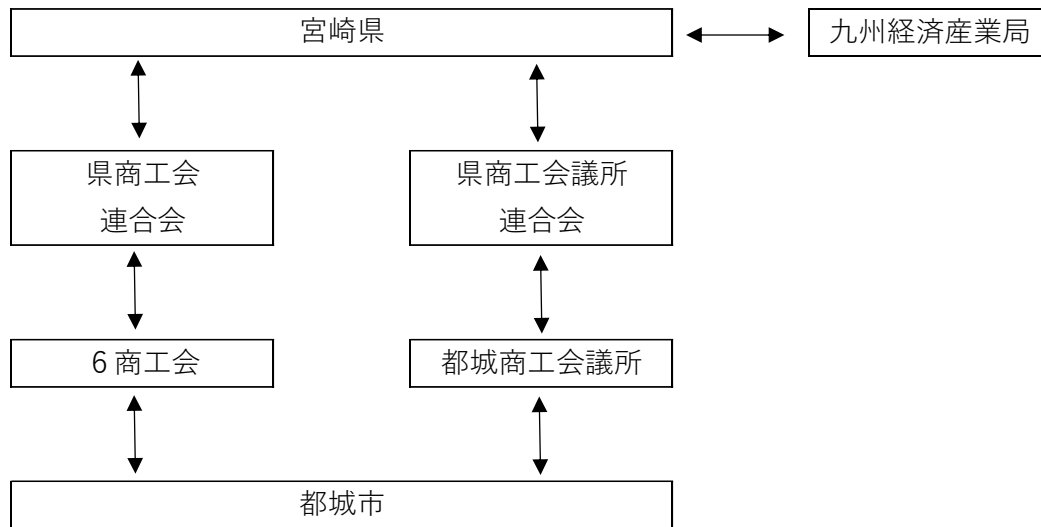 宮崎県
九州経済産業局
県商工会
連合会
県商工会議所
連合会
6商工会
都城商工会議所
都城市